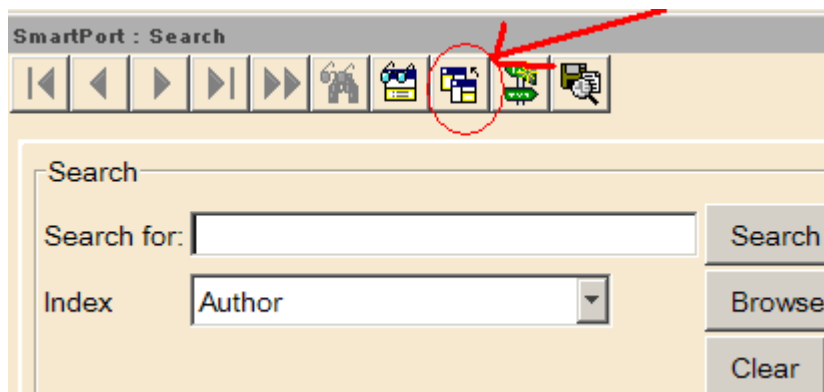 SmartPort : Search
Search
Search for:
Search
Index
Author
Browse
Clear